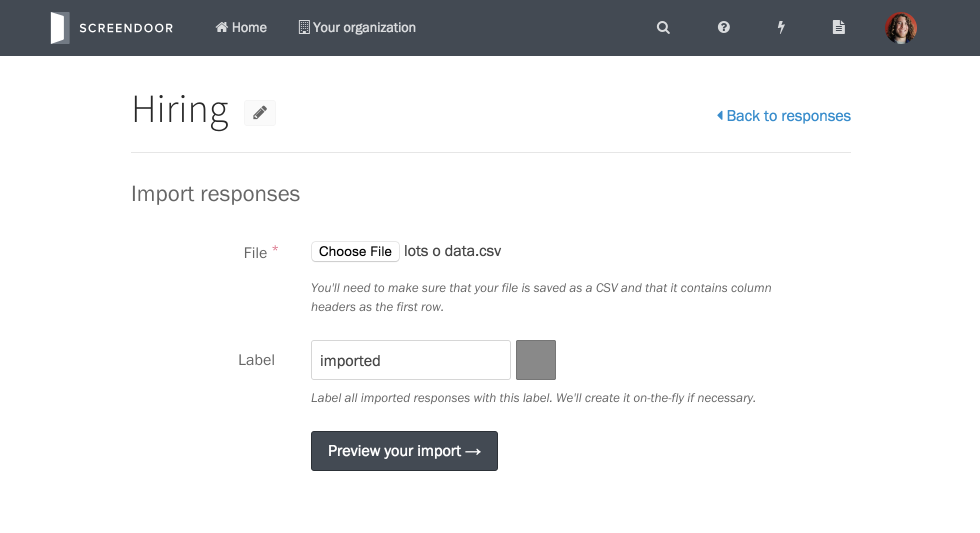 SCREENDOOR Home Your organization
Hiring
Back to responses
Import responses
File * Choose File lots o data.csv
You'll need to make sure that your file is saved as a CSV and that it contains column
headers as the first row.
Label imported
Label all imported responses with this label. We'll create it on-the-fly if necessary.
Preview your import →